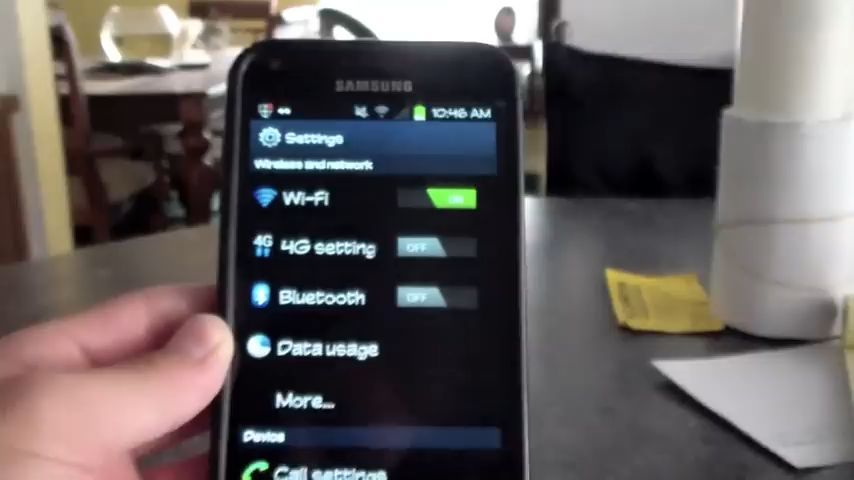 SAMSUNG
10:46 AM
Settings
Wireless and network
Wi-Fi
ON
4G
4G setting
OFF
Bluetooth
OFF
Data usage
More...
Device
Call settings